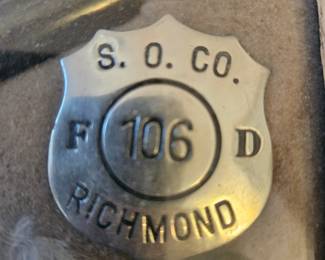 S. O. CO.
F 106 D
RICHMOND